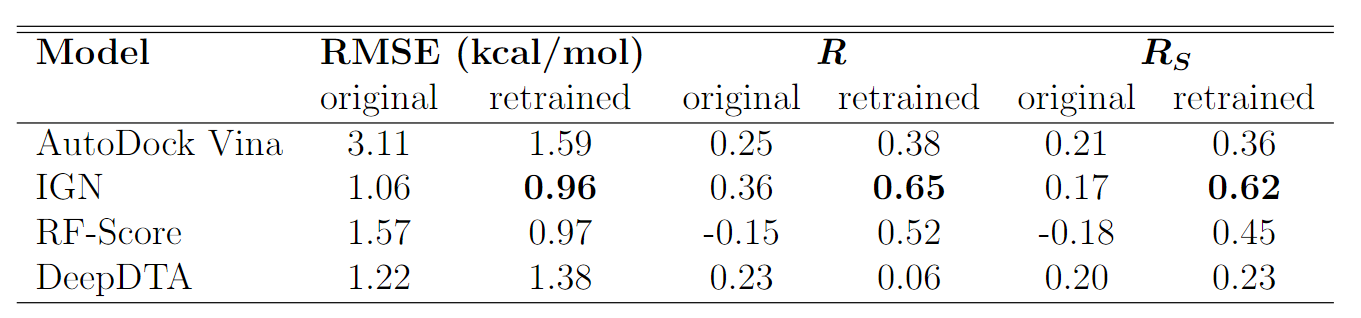 Model RMSE (kcal/mol) R R_S
original retrained original retrained original retrained
AutoDock Vina 3.11 1.59 0.25 0.38 0.21 0.36
IGN 1.06 0.96 0.36 0.65 0.17 0.62
RF-Score 1.57 0.97 -0.15 0.52 -0.18 0.45
DeepDTA 1.22 1.38 0.23 0.06 0.20 0.23